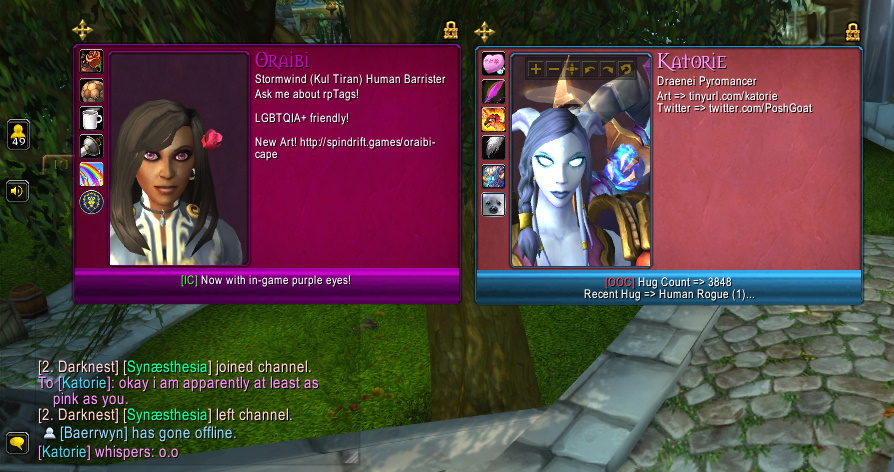 Oraibi
Stormwind (Kul Tiran) Human Barrister
Ask me about rpTags!
LGBTQIA+ friendly!
New Art! http://spindrift.games/oraibi-
cape
[IC] Now with in-game purple eyes!
Katorie
Draenei Pyromancer
Art => tinyurl.com/katorie
Twitter => twitter.com/PoshGoat
[OOC] Hug Count => 3848
Recent Hug => Human Rogue (1)...
49
[2. Darknest] [Synæsthesia] joined channel.
To [Katorie]: okay i am apparently at least as
pink as you.
[2. Darknest] [Synæsthesia] left channel.
[Baerrwyn] has gone offline.
[Katorie] whispers: o.o